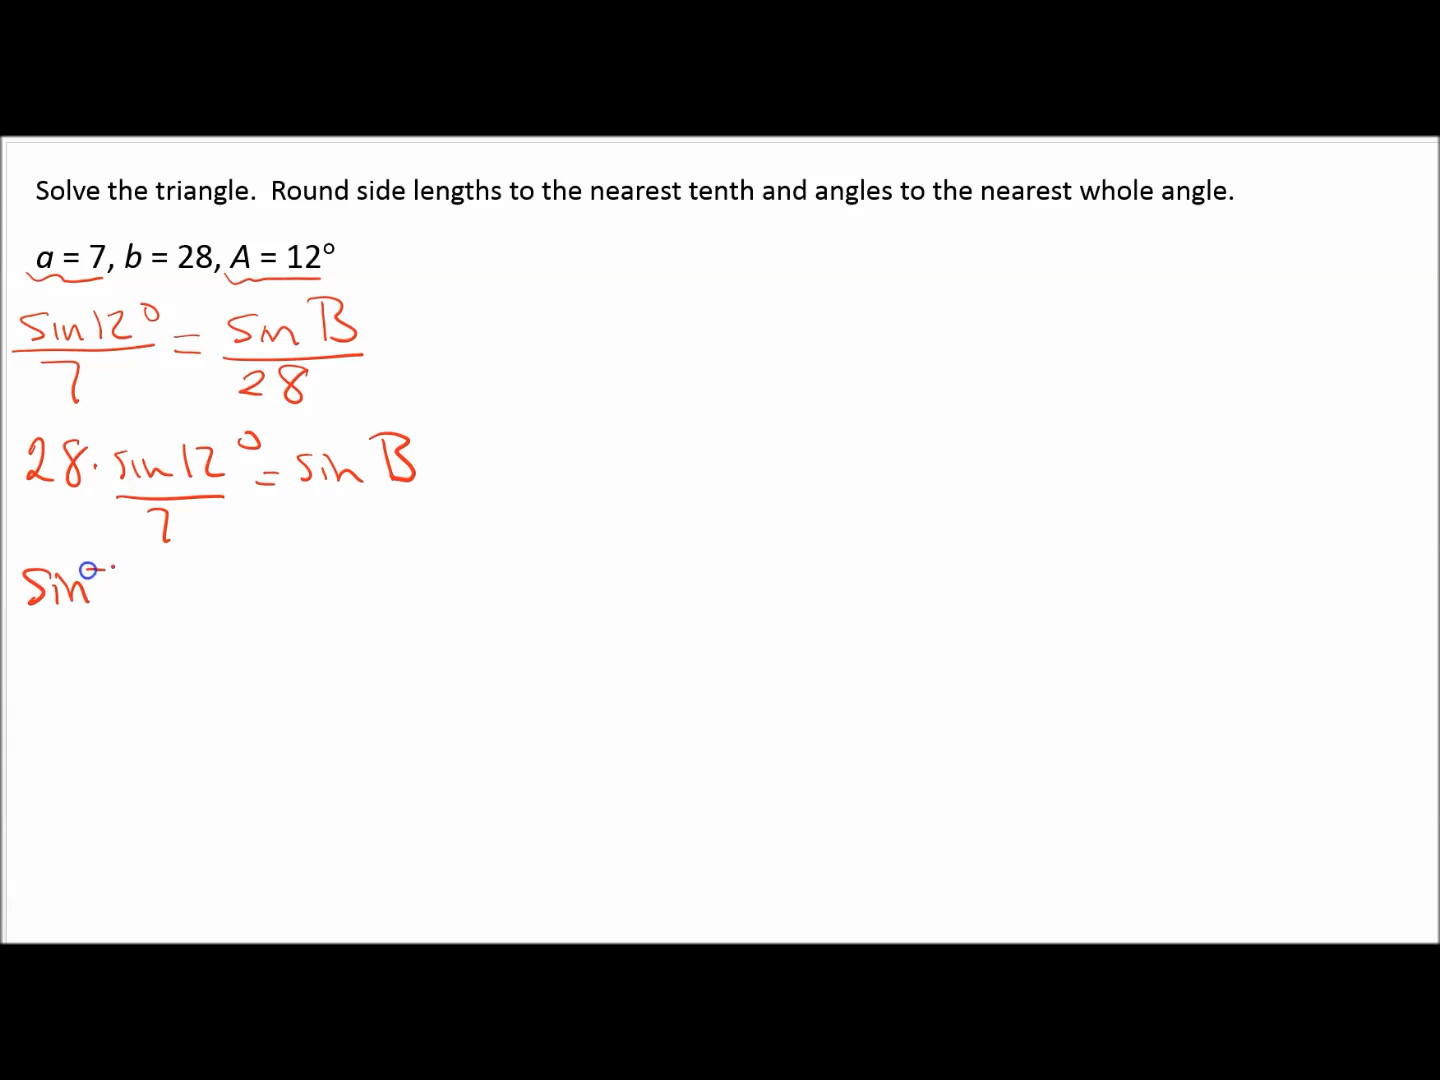 Solve the triangle. Round side lengths to the nearest tenth and angles to the nearest whole angle.
a = 7, b = 28, A = 12°
sin 12° / 7 = sin B / 28
28 · sin 12° / 7 = sin B
sin